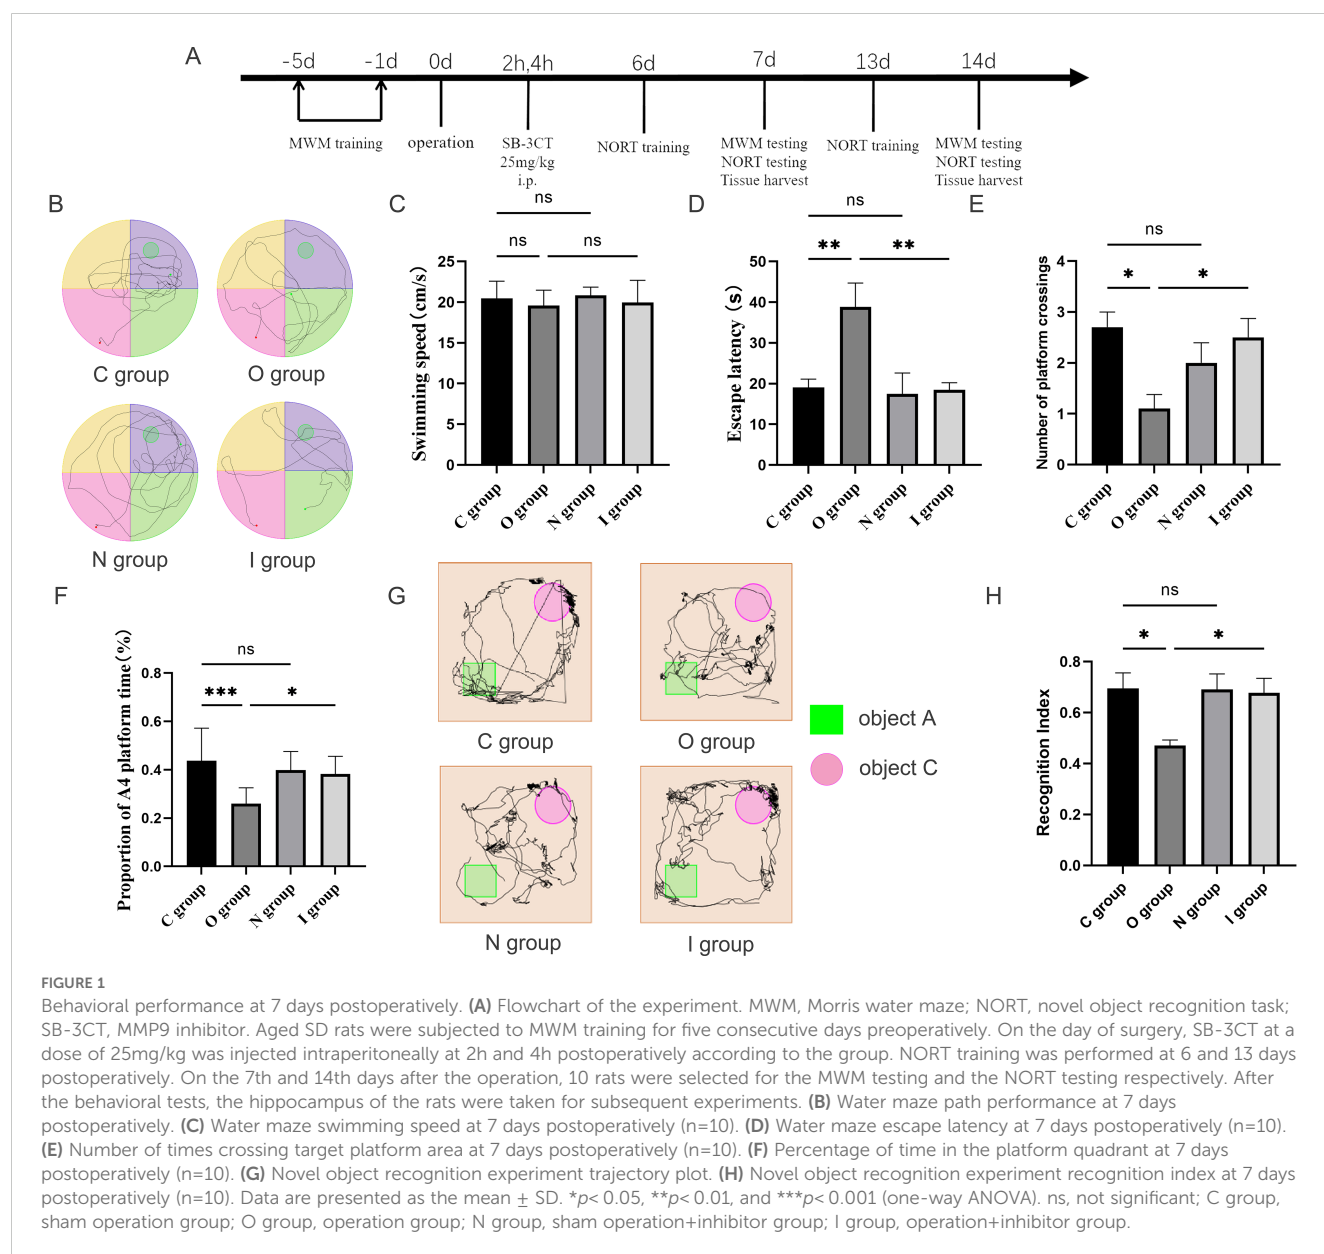 A
-5d
-1d
0d
2h,4h
6d
7d
13d
14d
MWM training
operation
SB-3CT
25mg/kg
i.p.
NORT training
MWM testing
NORT testing
Tissue harvest
NORT training
MWM testing
NORT testing
Tissue harvest
B
C group
O group
N group
I group
C
ns
ns
ns
Swimming speed (cm/s)
25
20
15
10
5
0
C group
O group
N group
I group
D
ns
**
**
Escape latency (s)
50
40
30
20
10
0
C group
O group
N group
I group
E
ns
*
*
Number of platform crossings
4
3
2
1
0
C group
O group
N group
I group
F
ns
***
*
Proportion of A4 platform time(%)
0.8
0.6
0.4
0.2
0.0
C group
O group
N group
I group
G
C group
O group
N group
I group
object A
object C
H
ns
*
*
Recognition Index
0.8
0.6
0.4
0.2
0.0
C group
O group
N group
I group
FIGURE 1
Behavioral performance at 7 days postoperatively. (A) Flowchart of the experiment. MWM, Morris water maze; NORT, novel object recognition task;
SB-3CT, MMP9 inhibitor. Aged SD rats were subjected to MWM training for five consecutive days preoperatively. On the day of surgery, SB-3CT at a
dose of 25mg/kg was injected intraperitoneally at 2h and 4h postoperatively according to the group. NORT training was performed at 6 and 13 days
postoperatively. On the 7th and 14th days after the operation, 10 rats were selected for the MWM testing and the NORT testing respectively. After
the behavioral tests, the hippocampus of the rats were taken for subsequent experiments. (B) Water maze path performance at 7 days
postoperatively. (C) Water maze swimming speed at 7 days postoperatively (n=10). (D) Water maze escape latency at 7 days postoperatively (n=10).
(E) Number of times crossing target platform area at 7 days postoperatively (n=10). (F) Percentage of time in the platform quadrant at 7 days
postoperatively (n=10). (G) Novel object recognition experiment trajectory plot. (H) Novel object recognition experiment recognition index at 7 days
postoperatively (n=10). Data are presented as the mean ± SD. *p< 0.05, **p< 0.01, and ***p< 0.001 (one-way ANOVA). ns, not significant; C group,
sham operation group; O group, operation group; N group, sham operation+inhibitor group; I group, operation+inhibitor group.